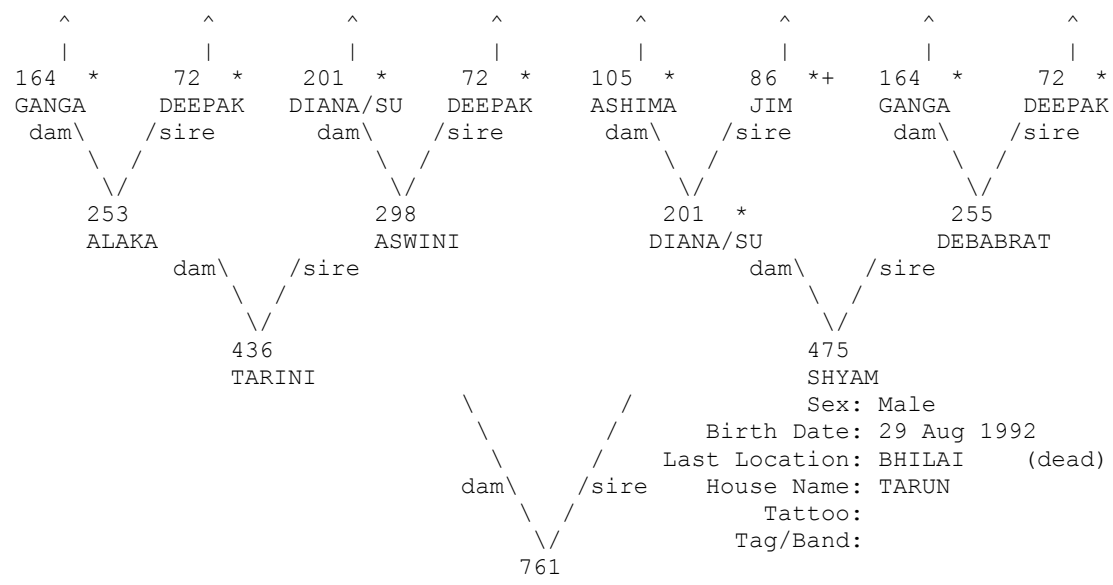 ^ ^ ^ ^ ^ ^ ^ ^
| | | | | | | |
164 * 72 * 201 * 72 * 105 * 86 *+ 164 * 72 *
GANGA DEEPAK DIANA/SU DEEPAK ASHIMA JIM GANGA DEEPAK
dam\ /sire dam\ /sire dam\ /sire dam\ /sire
\ / \ / \ / \ /
\/ \/ \/ \/
253 298 201 * 255
ALAKA ASWINI DIANA/SU DEBABRAT
dam\ /sire dam\ /sire
\ / \ /
\/ \/
436 475
TARINI SHYAM
\ / Sex: Male
\ / Birth Date: 29 Aug 1992
\ / Last Location: BHILAI (dead)
dam\ /sire House Name: TARUN
\ / Tattoo:
\/ Tag/Band:
761